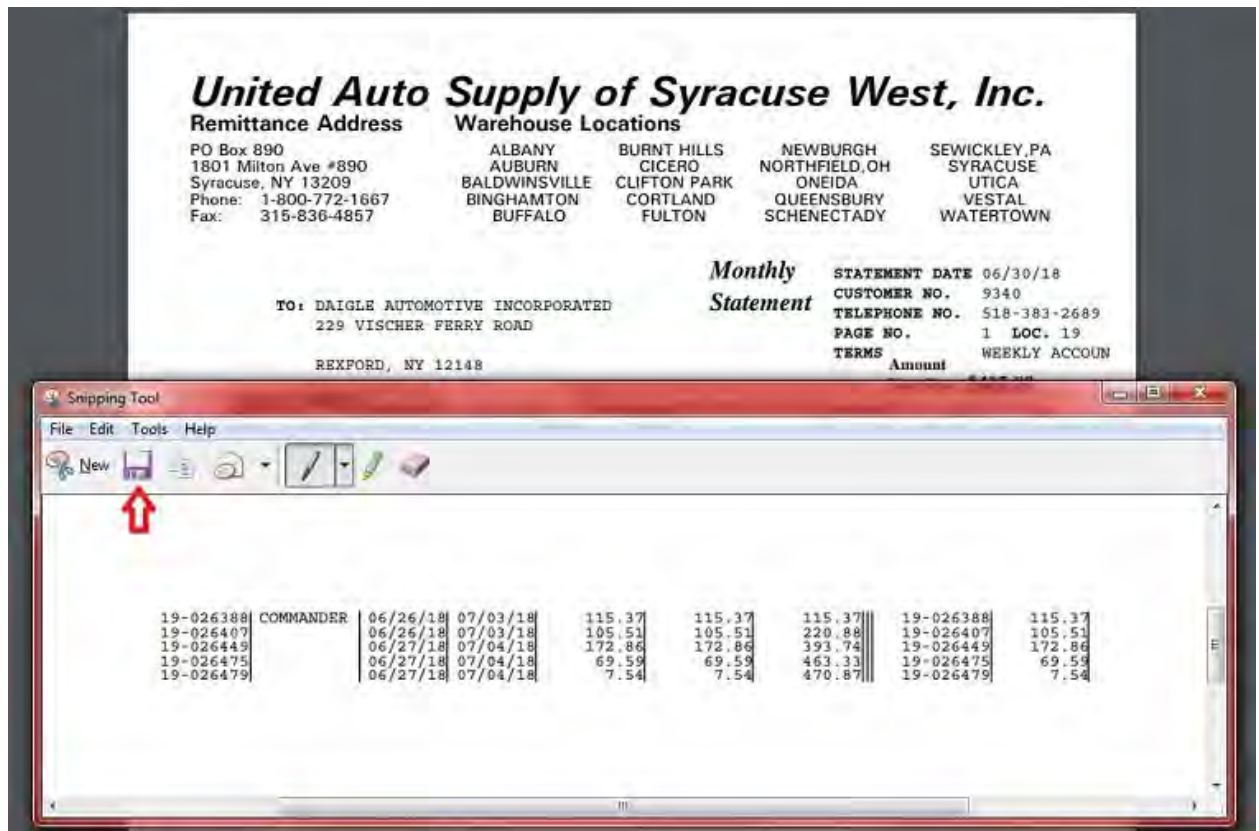 United Auto Supply of Syracuse West, Inc.
Remittance Address Warehouse Locations
PO Box 890 ALBANY BURNT HILLS NEWBURGH SEWICKLEY,PA
1801 Milton Ave #890 AUBURN CICERO NORTHFIELD,OH SYRACUSE
Syracuse, NY 13209 BALDWINSVILLE CLIFTON PARK ONEIDA UTICA
Phone: 1-800-772-1667 BINGHAMTON CORTLAND QUEENSBURY VESTAL
Fax: 315-836-4857 BUFFALO FULTON SCHENECTADY WATERTOWN
Monthly Statement
STATEMENT DATE 06/30/18
CUSTOMER NO. 9340
TELEPHONE NO. 518-383-2689
PAGE NO. 1 LOC. 19
TERMS WEEKLY ACCOUN
Amount
TO: DAIGLE AUTOMOTIVE INCORPORATED
229 VISCHER FERRY ROAD
REXFORD, NY 12148
Snipping Tool
File Edit Tools Help
New
19-026388 COMMANDER 06/26/18 07/03/18 115.37 115.37 115.37 19-026388 115.37
19-026407 06/26/18 07/03/18 105.51 105.51 220.88 19-026407 105.51
19-026449 06/27/18 07/04/18 172.86 172.86 393.74 19-026449 172.86
19-026475 06/27/18 07/04/18 69.59 69.59 463.33 19-026475 69.59
19-026479 06/27/18 07/04/18 7.54 7.54 470.87 19-026479 7.54